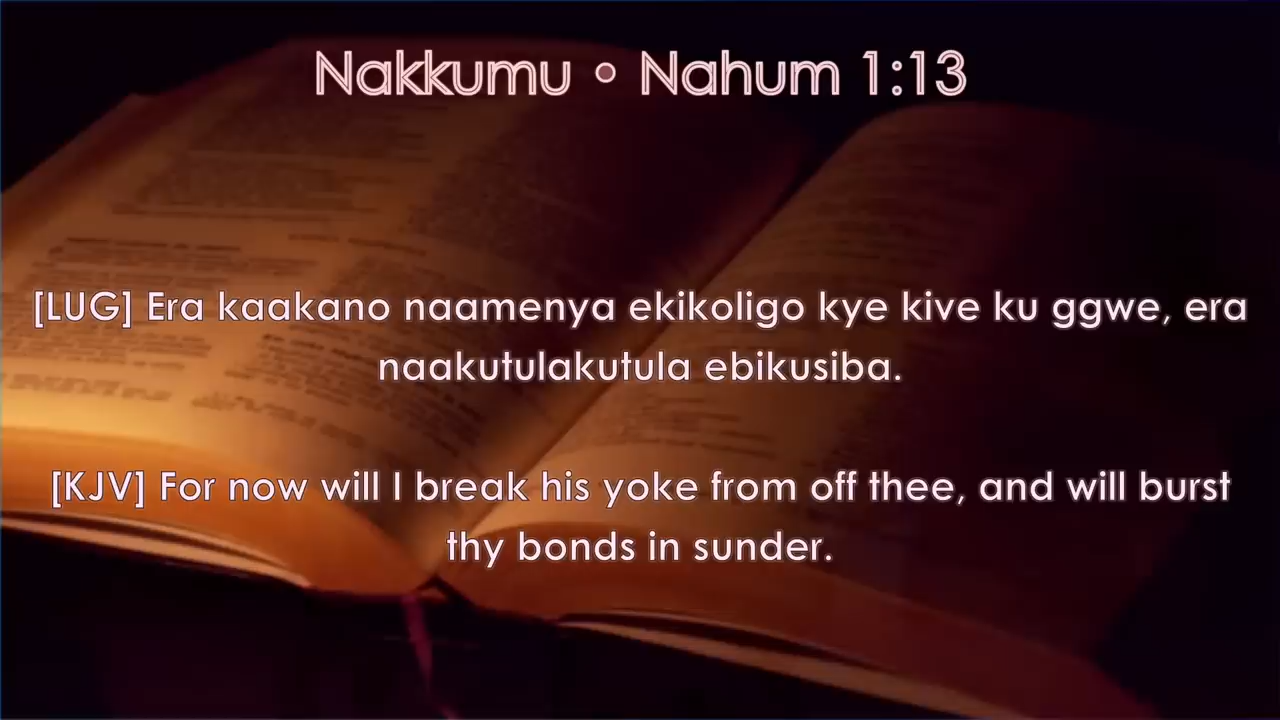 Nakkumu • Nahum 1:13
[LUG] Era kaakano naamenya ekikoligo kye kive ku ggwe, era
naakutulakutula ebikusiba.
[KJV] For now will I break his yoke from off thee, and will burst
thy bonds in sunder.